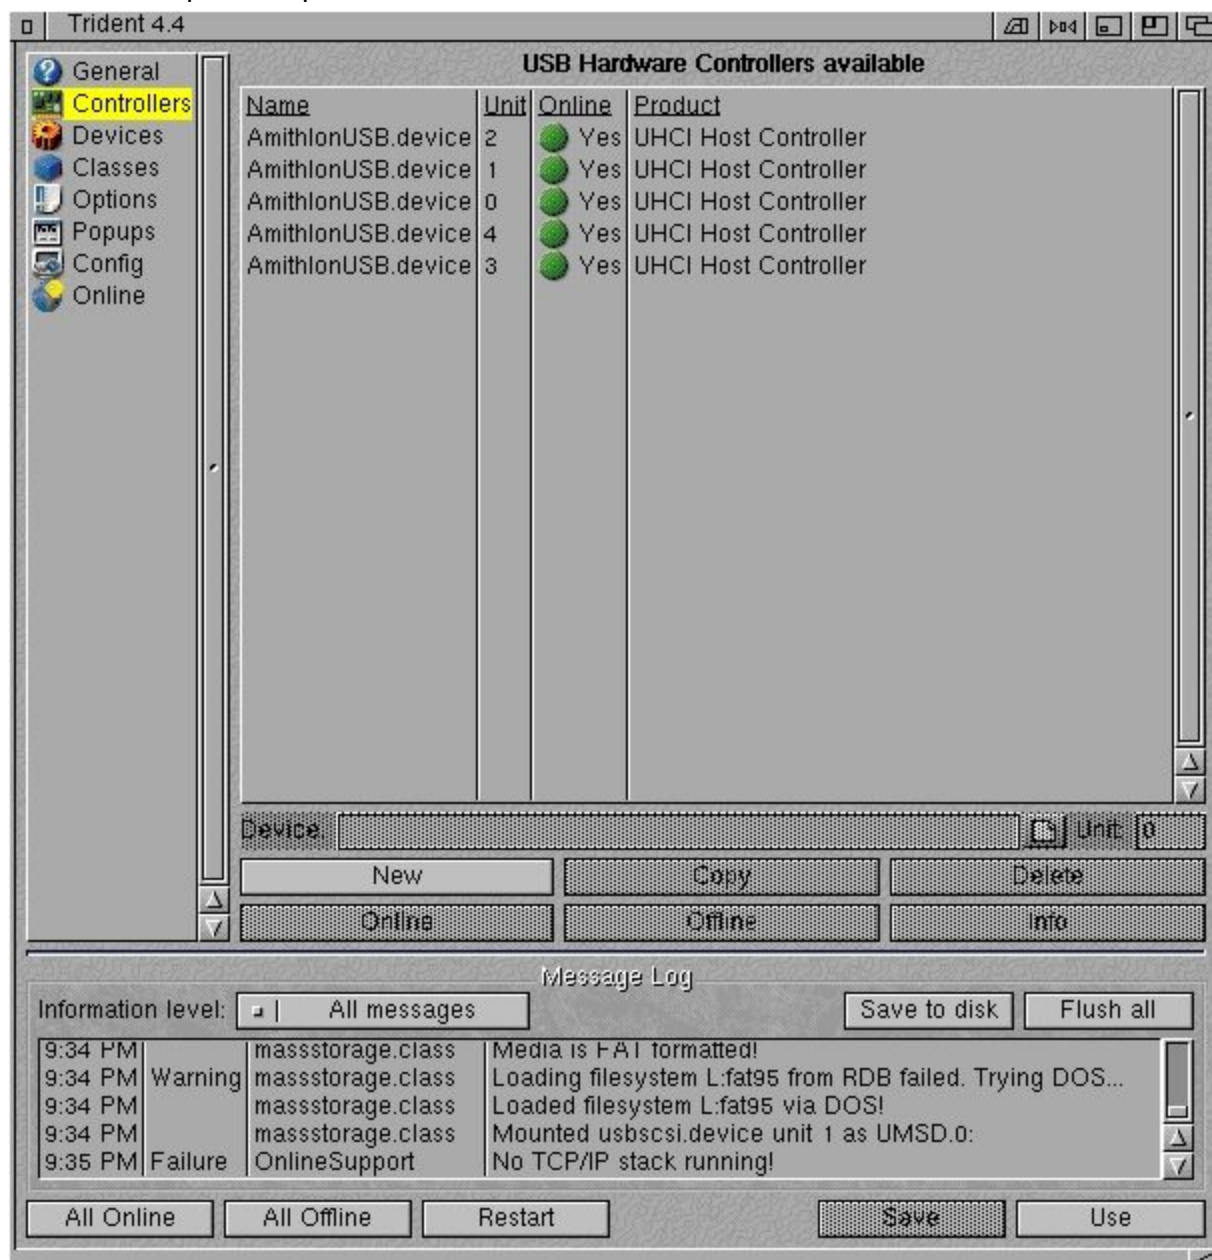 Trident 4.4
General
Controllers
Devices
Classes
Options
Popups
Config
Online
USB Hardware Controllers available
Name Unit Online Product
AmithlonUSB.device 2 Yes UHCI Host Controller
AmithlonUSB.device 1 Yes UHCI Host Controller
AmithlonUSB.device 0 Yes UHCI Host Controller
AmithlonUSB.device 4 Yes UHCI Host Controller
AmithlonUSB.device 3 Yes UHCI Host Controller
Device: Unit: 0
New Copy Delete
Online Offline Info
Message Log
Information level: All messages Save to disk Flush all
9:34 PM massstorage.class Media is FAT formatted!
9:34 PM Warning massstorage.class Loading filesystem L:fat95 from RDB failed. Trying DOS...
9:34 PM massstorage.class Loaded filesystem L:fat95 via DOS!
9:34 PM massstorage.class Mounted usbscsi.device unit 1 as UMSD.0:
9:35 PM Failure OnlineSupport No TCP/IP stack running!
All Online All Offline Restart Save Use